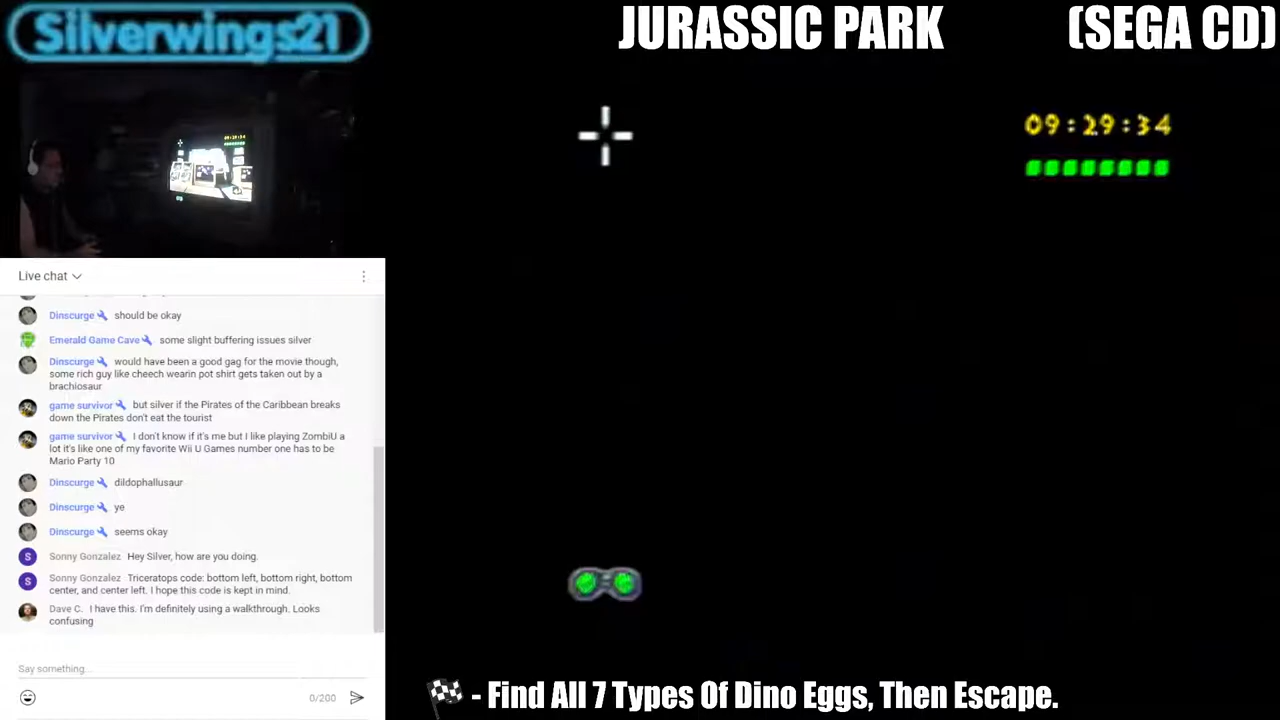 Silverwings21
JURASSIC PARK (SEGA CD)
09:29:34
Live chat
Dinscurge should be okay
Emerald Game Cave some slight buffering issues silver
Dinscurge would have been a good gag for the movie though,
some rich guy like cheech wearin pot shirt gets taken out by a
brachiosaur
game survivor but silver if the Pirates of the Caribbean breaks
down the Pirates don't eat the tourist
game survivor I don't know if it's me but I like playing ZombiU a
lot it's like one of my favorite Wii U Games number one has to be
Mario Party 10
Dinscurge dildophallusaur
Dinscurge ye
Dinscurge seems okay
S Sonny Gonzalez Hey Silver, how are you doing.
S Sonny Gonzalez Triceratops code: bottom left, bottom right, bottom
center, and center left. I hope this code is kept in mind.
Dave C. I have this. I'm definitely using a walkthrough. Looks
confusing
Say something...
0/200
- Find All 7 Types Of Dino Eggs, Then Escape.